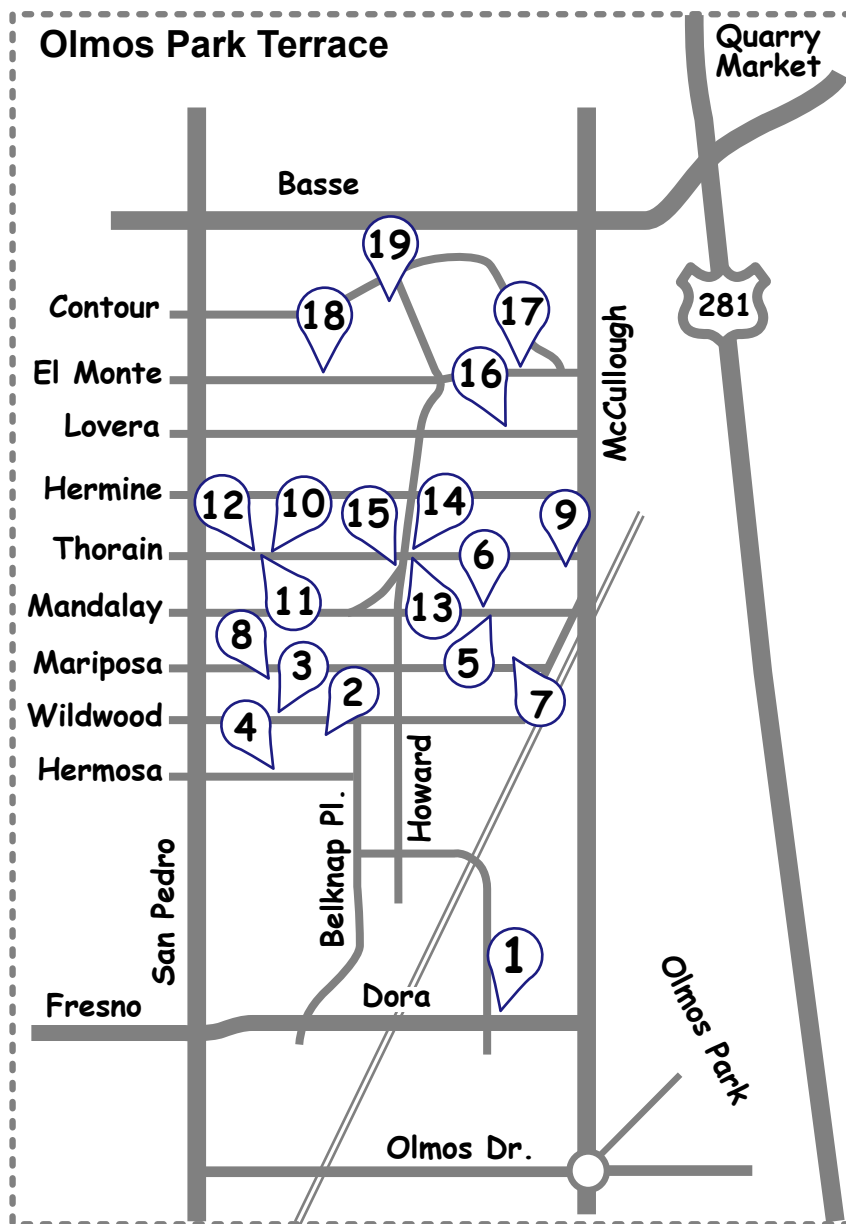 Olmos Park Terrace
Quarry
Market
Basse
19
281
Contour
18
17
McCullough
El Monte
16
Lovera
Hermine
12
10
15
14
9
Thorain
6
Mandalay
11
13
8
Mariposa
3
5
2
7
Wildwood
4
Hermosa
Howard
Belknap Pl.
San Pedro
1
Olmos Park
Fresno
Dora
Olmos Dr.